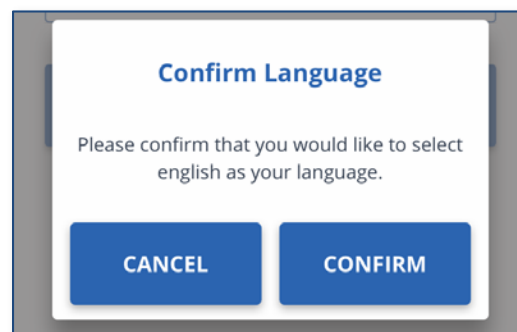 Confirm Language
Please confirm that you would like to select
english as your language.
CANCEL
CONFIRM